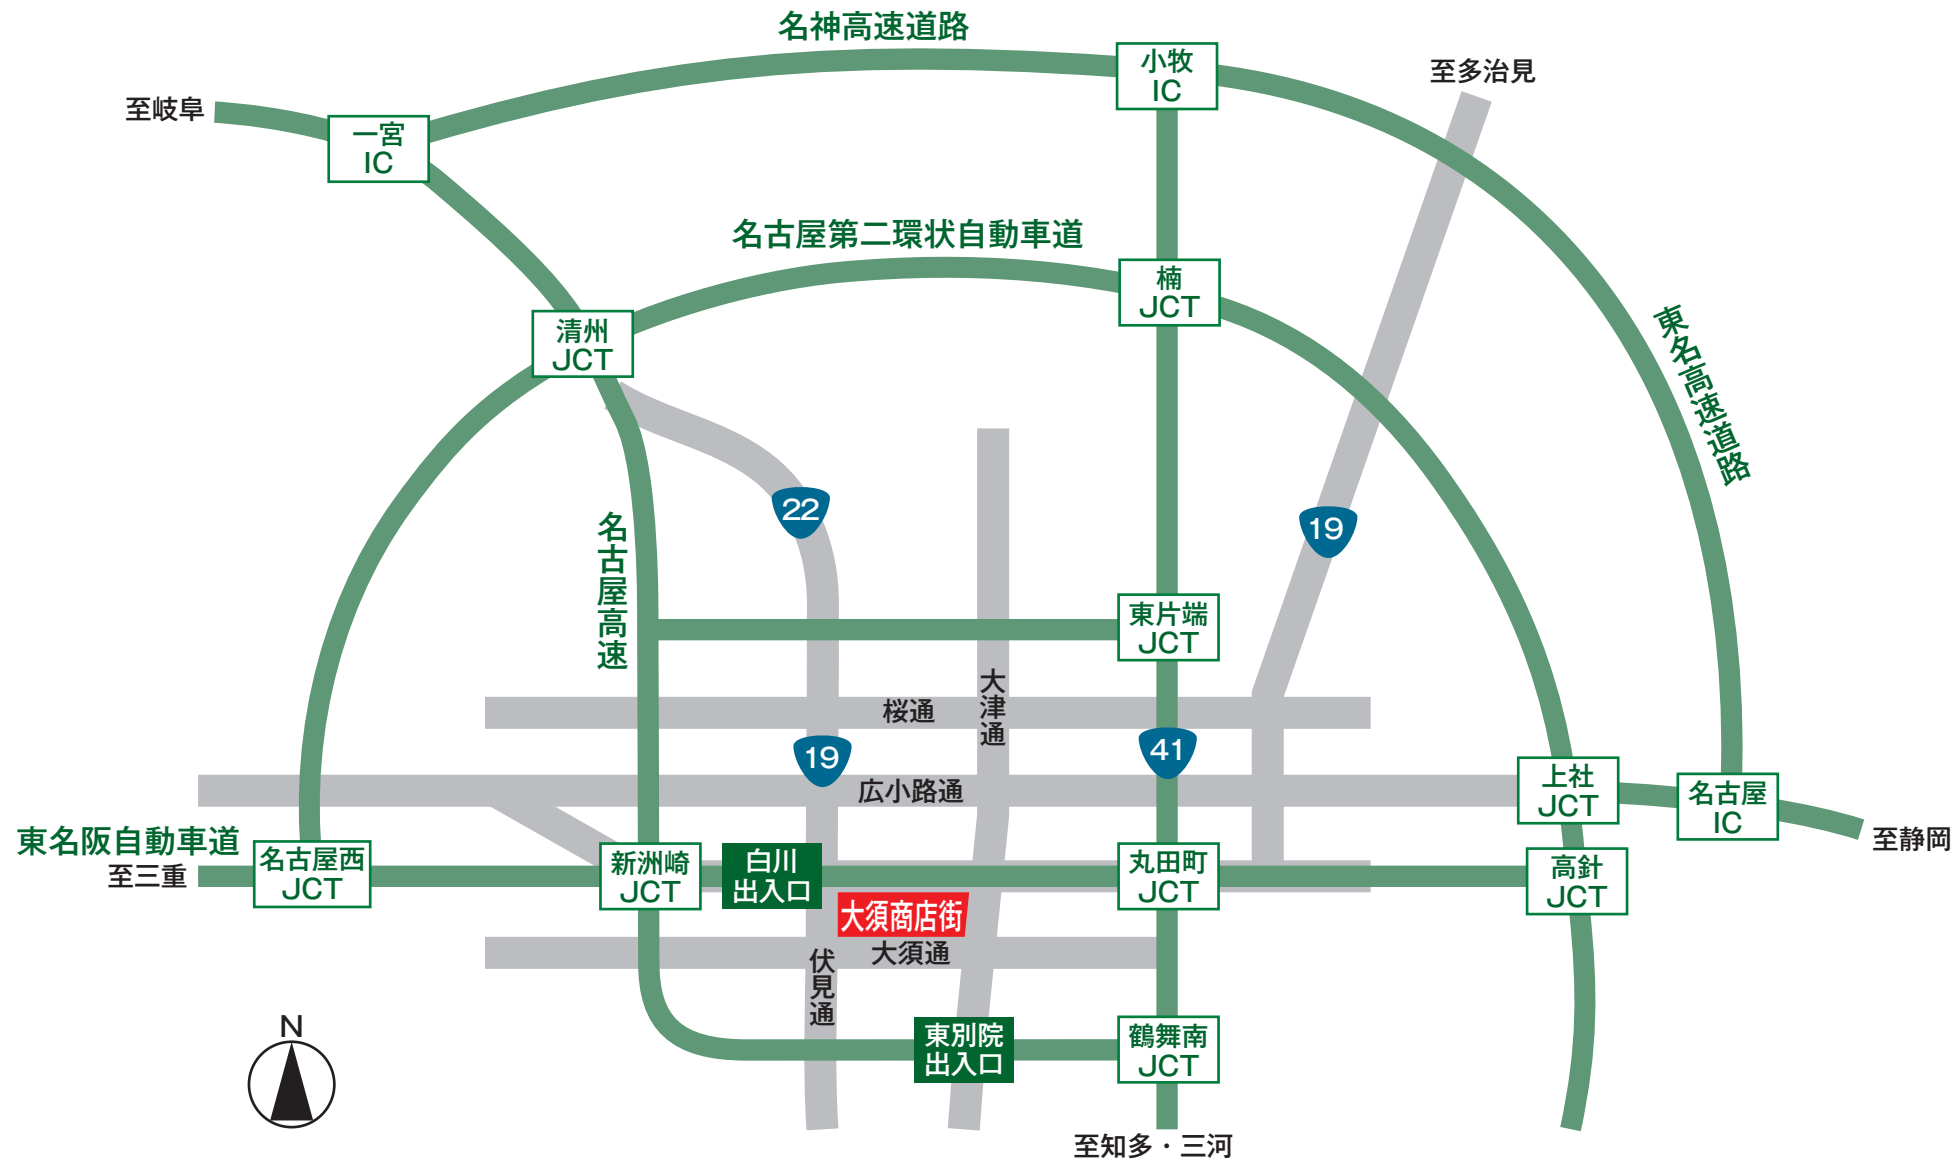 名神高速道路
小牧
IC
至多治見
至岐阜
一宮
IC
名古屋第二環状自動車道
楠
JCT
清州
JCT
東名高速道路
22
19
名古屋高速
東片端
JCT
大津通
桜通
19
41
広小路通
上社
JCT
名古屋
IC
至静岡
東名阪自動車道
至三重
名古屋西
JCT
新洲崎
JCT
白川
出入口
丸田町
JCT
高針
JCT
大須商店街
大須通
伏見通
東別院
出入口
鶴舞南
JCT
N
至知多・三河